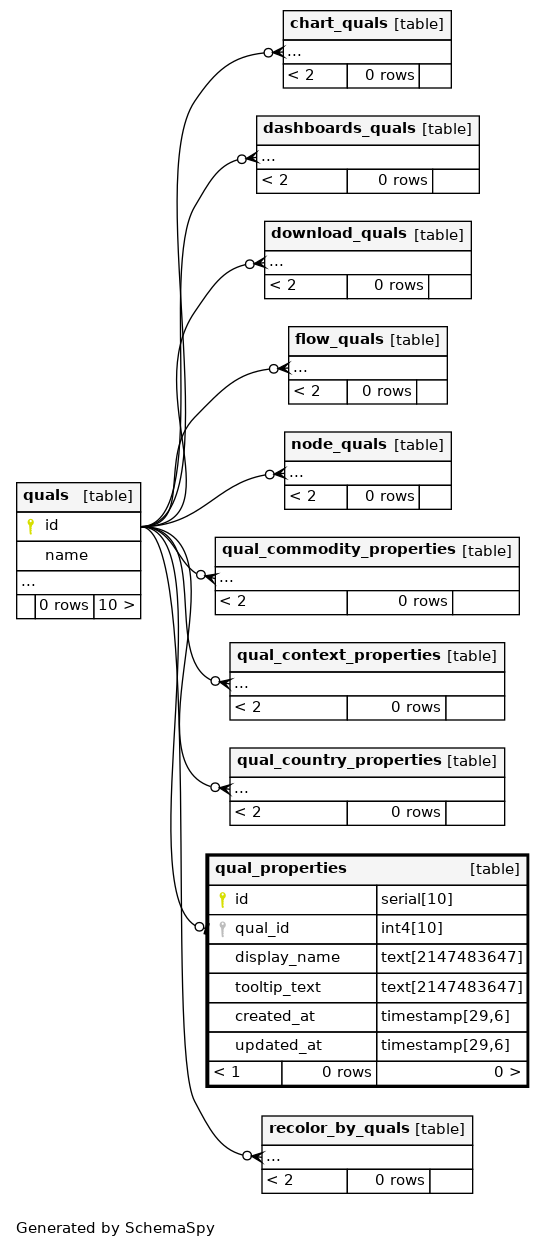 chart_quals [table]
...
< 2 0 rows
dashboards_quals [table]
...
< 2 0 rows
download_quals [table]
...
< 2 0 rows
flow_quals [table]
...
< 2 0 rows
node_quals [table]
...
< 2 0 rows
quals [table]
id
name
...
0 rows 10 >
qual_commodity_properties [table]
...
< 2 0 rows
qual_context_properties [table]
...
< 2 0 rows
qual_country_properties [table]
...
< 2 0 rows
qual_properties [table]
id serial[10]
qual_id int4[10]
display_name text[2147483647]
tooltip_text text[2147483647]
created_at timestamp[29,6]
updated_at timestamp[29,6]
< 1 0 rows 0 >
recolor_by_quals [table]
...
< 2 0 rows
Generated by SchemaSpy